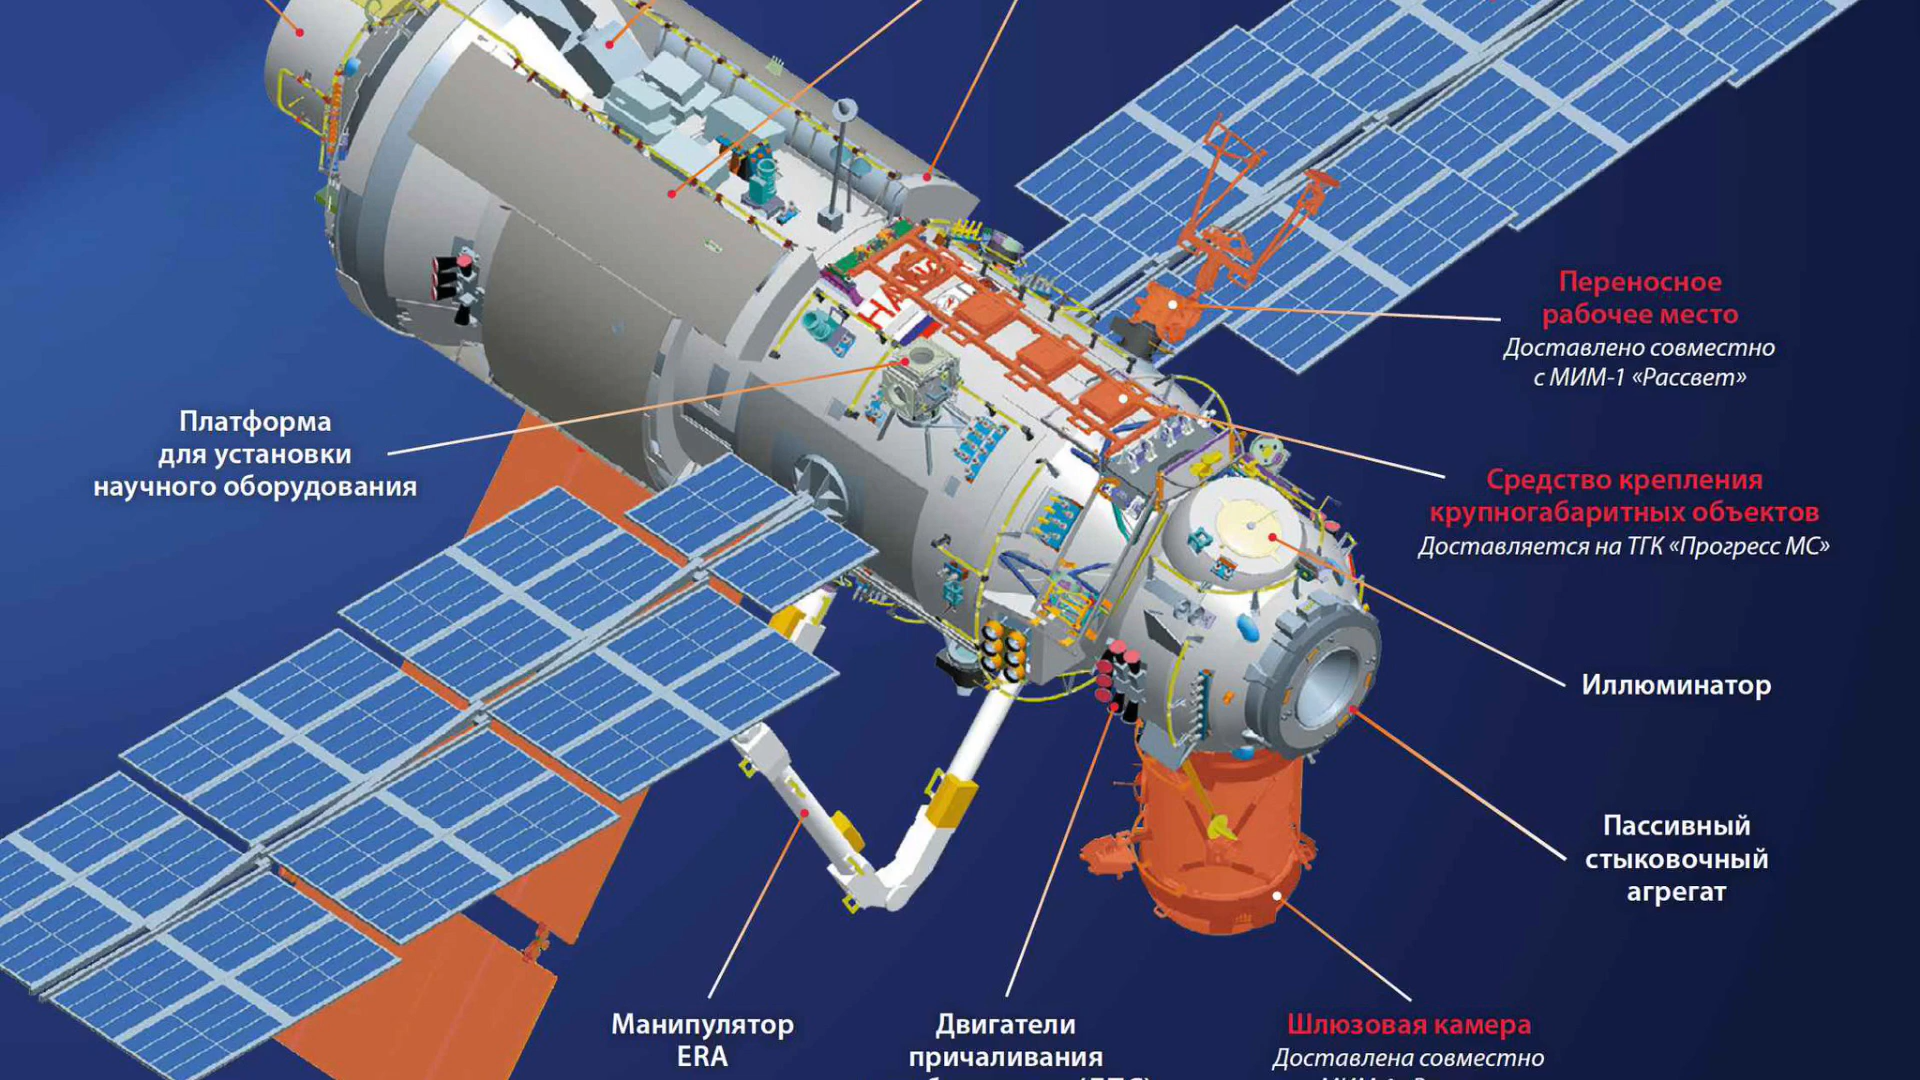 НАУКА
Переносное
рабочее место
Доставлено совместно
с МИМ-1 «Рассвет»
Платформа
для установки
научного оборудования
Средство крепления
крупногабаритных объектов
Доставляется на ТГК «Прогресс МС»
Иллюминатор
Пассивный
стыковочный
агрегат
Манипулятор
ERA
Двигатели
причаливания
Шлюзовая камера
Доставлена совместно